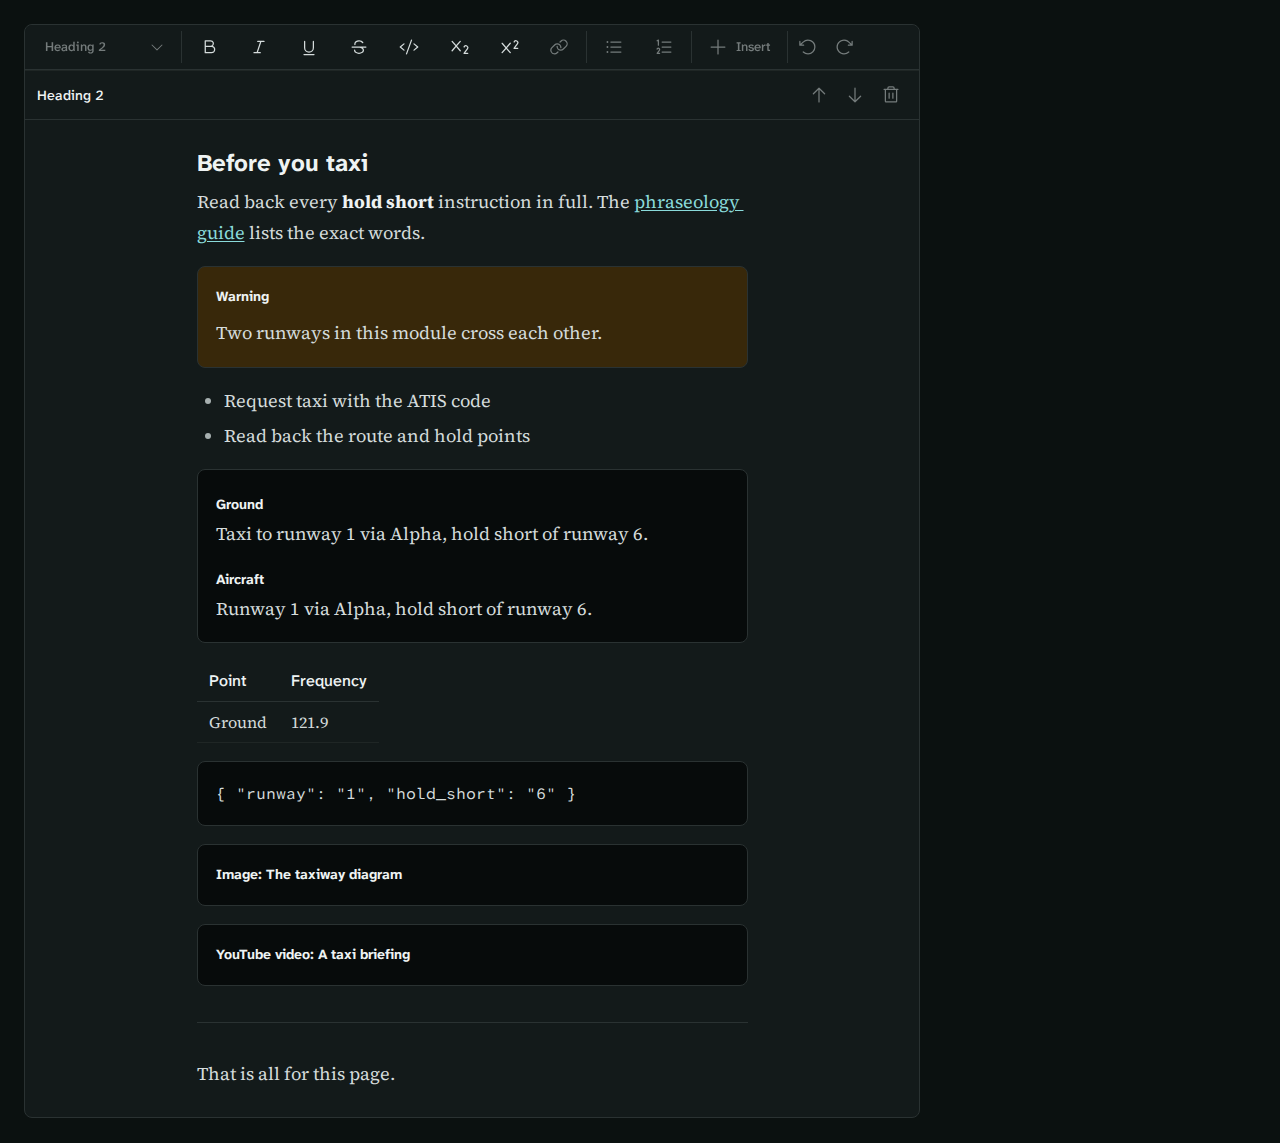 Heading 2
B I U S </> X2 X2 Insert
Heading 2
Before you taxi
Read back every hold short instruction in full. The phraseology
guide lists the exact words.
Warning
Two runways in this module cross each other.
• Request taxi with the ATIS code
• Read back the route and hold points
Ground
Taxi to runway 1 via Alpha, hold short of runway 6.
Aircraft
Runway 1 via Alpha, hold short of runway 6.
Point Frequency
Ground 121.9
{ "runway": "1", "hold_short": "6" }
Image: The taxiway diagram
YouTube video: A taxi briefing
That is all for this page.